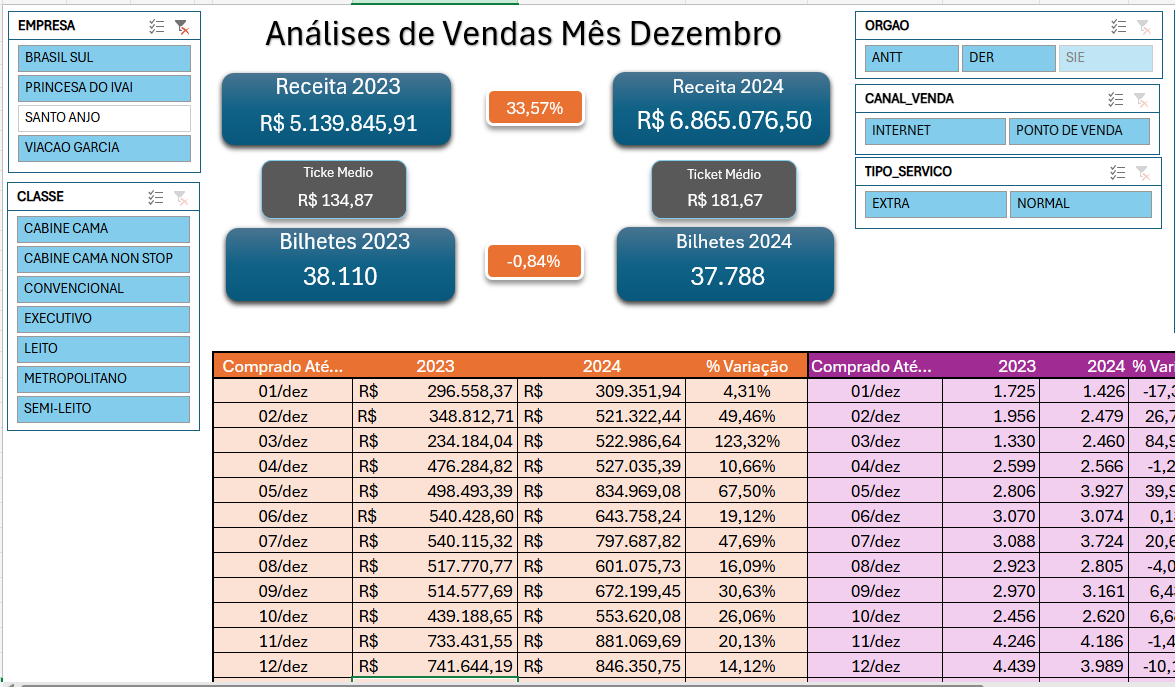 Análises de Vendas Mês Dezembro
EMPRESA
BRASIL SUL
PRINCESA DO IVAI
SANTO ANJO
VIACAO GARCIA
CLASSE
CABINE CAMA
CABINE CAMA NON STOP
CONVENCIONAL
EXECUTIVO
LEITO
METROPOLITANO
SEMI-LEITO
Receita 2023
R$ 5.139.845,91
33,57%
Receita 2024
R$ 6.865.076,50
Ticke Medio
R$ 134,87
Ticket Médio
R$ 181,67
Bilhetes 2023
38.110
-0,84%
Bilhetes 2024
37.788
ORGAO
ANTT DER SIE
CANAL_VENDA
INTERNET PONTO DE VENDA
TIPO_SERVICO
EXTRA NORMAL
Comprado Até... 2023 2024 % Variação Comprado Até... 2023 2024 % Vari
01/dez R$ 296.558,37 R$ 309.351,94 4,31% 01/dez 1.725 1.426 -17,3
02/dez R$ 348.812,71 R$ 521.322,44 49,46% 02/dez 1.956 2.479 26,7
03/dez R$ 234.184,04 R$ 522.986,64 123,32% 03/dez 1.330 2.460 84,9
04/dez R$ 476.284,82 R$ 527.035,39 10,66% 04/dez 2.599 2.566 -1,2
05/dez R$ 498.493,39 R$ 834.969,08 67,50% 05/dez 2.806 3.927 39,9
06/dez R$ 540.428,60 R$ 643.758,24 19,12% 06/dez 3.070 3.074 0,1
07/dez R$ 540.115,32 R$ 797.687,82 47,69% 07/dez 3.088 3.724 20,6
08/dez R$ 517.770,77 R$ 601.075,73 16,09% 08/dez 2.923 2.805 -4,0
09/dez R$ 514.577,69 R$ 672.199,45 30,63% 09/dez 2.970 3.161 6,4
10/dez R$ 439.188,65 R$ 553.620,08 26,06% 10/dez 2.456 2.620 6,6
11/dez R$ 733.431,55 R$ 881.069,69 20,13% 11/dez 4.246 4.186 -1,4
12/dez R$ 741.644,19 R$ 846.350,75 14,12% 12/dez 4.439 3.989 -10,